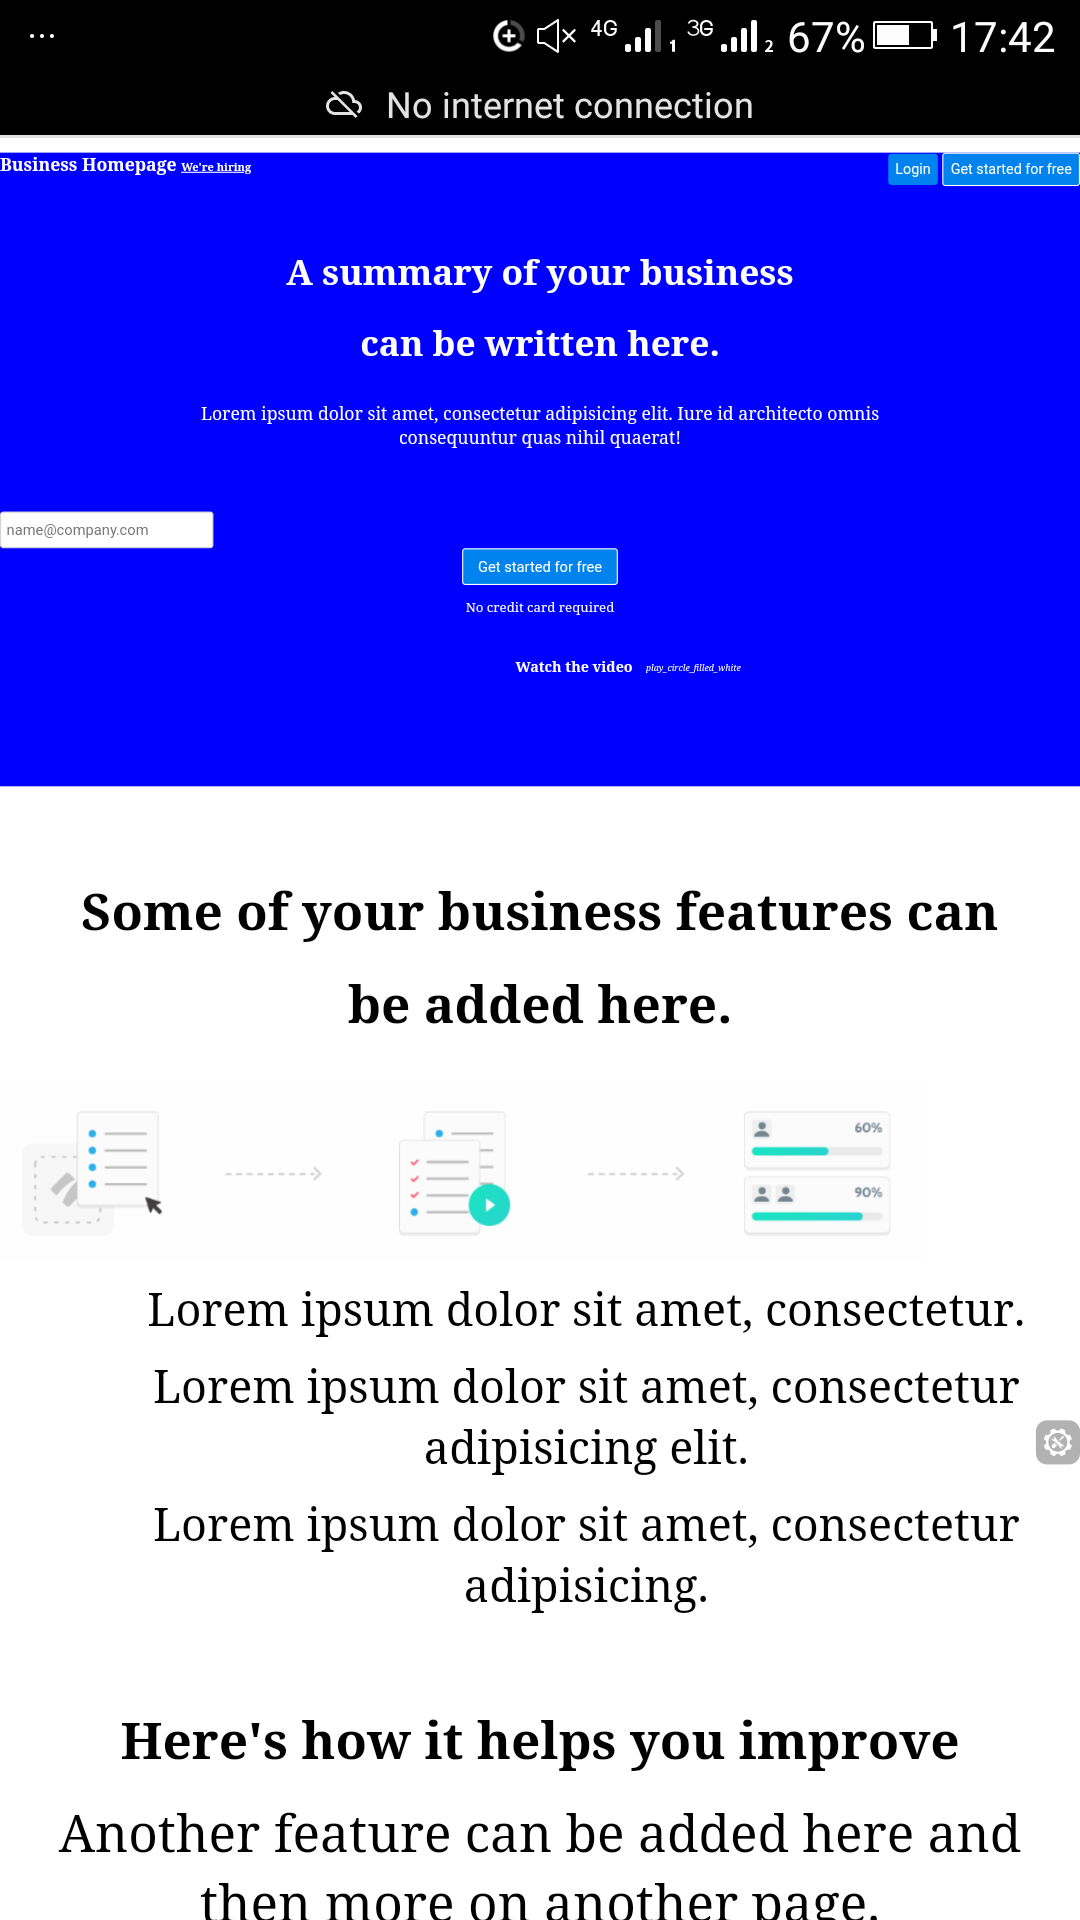 ... 4G 1 3G 2 67% 17:42
No internet connection
Business Homepage We're hiring Login Get started for free
A summary of your business
can be written here.
Lorem ipsum dolor sit amet, consectetur adipisicing elit. Iure id architecto omnis
consequuntur quas nihil quaerat!
name@company.com
Get started for free
No credit card required
Watch the video play_circle_filled_white
Some of your business features can
be added here.
60%
90%
Lorem ipsum dolor sit amet, consectetur.
Lorem ipsum dolor sit amet, consectetur
adipisicing elit.
Lorem ipsum dolor sit amet, consectetur
adipisicing.
Here's how it helps you improve
Another feature can be added here and
then more on another page.